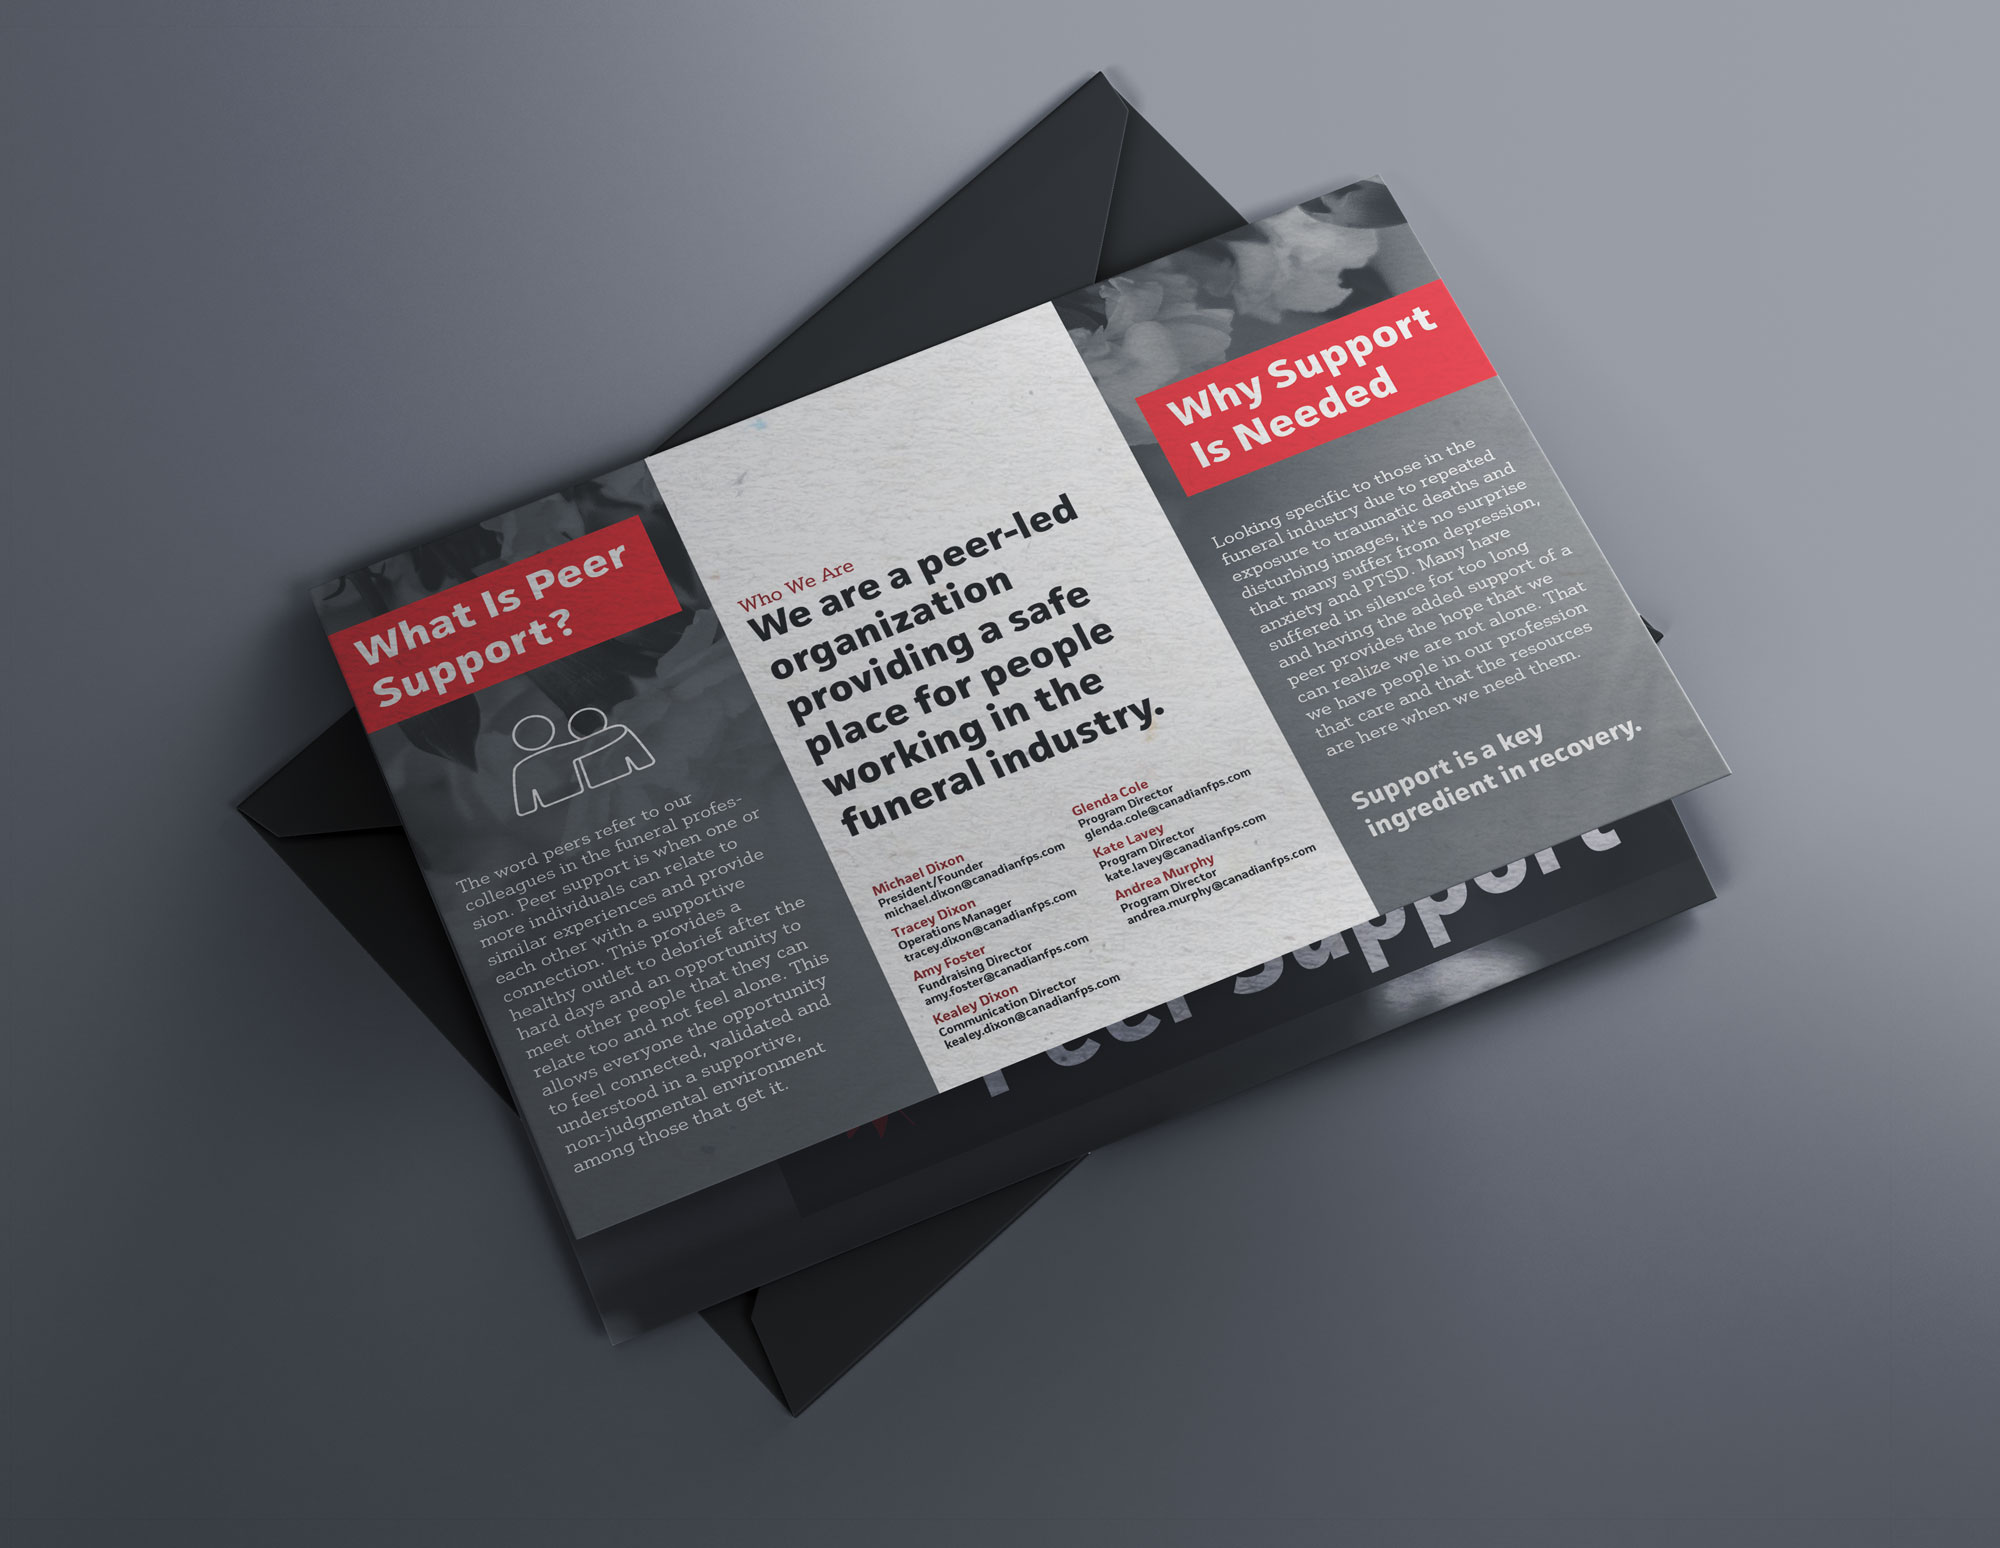 What Is Peer
Support?
The word peers refer to our
colleagues in the funeral profes-
sion. Peer support is when one or
more individuals can relate to
similar experiences and provide
each other with a supportive
connection. This provides a
healthy outlet to debrief after the
hard days and an opportunity to
meet other people that they can
relate too and not feel alone. This
allows everyone the opportunity
to feel connected, validated and
understood in a supportive,
non-judgmental environment
among those that get it.
Who We Are
We are a peer-led
organization
providing a safe
place for people
working in the
funeral industry.
Michael Dixon
President/Founder
michael.dixon@canadianfps.com
Tracey Dixon
Operations Manager
tracey.dixon@canadianfps.com
Amy Foster
Fundraising Director
amy.foster@canadianfps.com
Kealey Dixon
Communication Director
kealey.dixon@canadianfps.com
Glenda Cole
Program Director
glenda.cole@canadianfps.com
Kate Lavey
Program Director
kate.lavey@canadianfps.com
Andrea Murphy
Program Director
andrea.murphy@canadianfps.com
Why Support
Is Needed
Looking specific to those in the
funeral industry due to repeated
exposure to traumatic deaths and
disturbing images, it's no surprise
that many suffer from depression,
anxiety and PTSD. Many have
suffered in silence for too long
and having the added support of a
peer provides the hope that we
can realize we are not alone. That
we have people in our profession
that care and that the resources
are here when we need them.
Support is a key
ingredient in recovery.
Peer Support